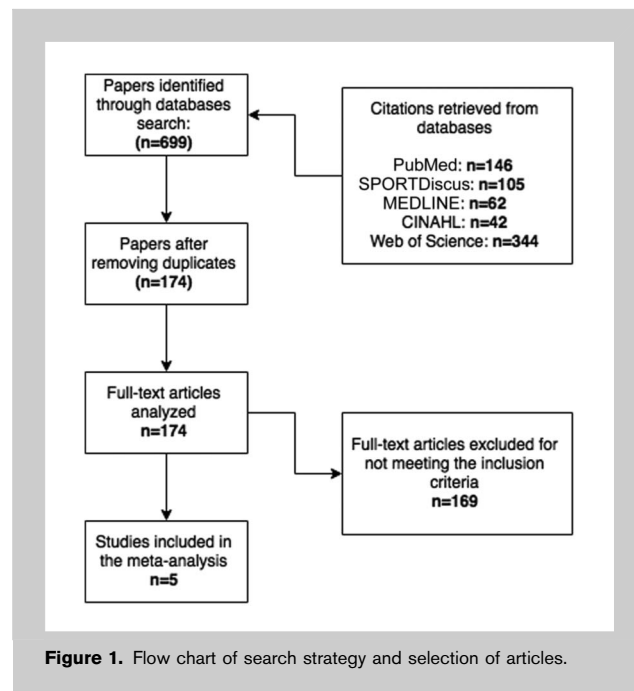 Papers identified
through databases
search:
(n=699)
Citations retrieved from
databases
PubMed: n=146
SPORTDiscus: n=105
MEDLINE: n=62
CINAHL: n=42
Web of Science: n=344
Papers after
removing duplicates
(n=174)
Full-text articles
analyzed
n=174
Full-text articles excluded for
not meeting the inclusion
criteria
n=169
Studies included in
the meta-analysis
n=5
Figure 1. Flow chart of search strategy and selection of articles.